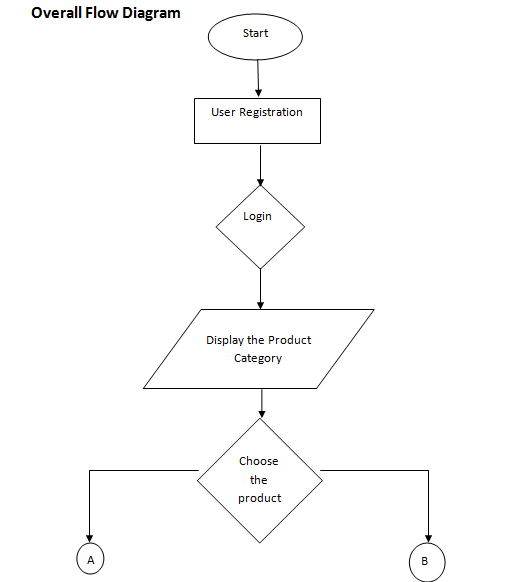 Overall Flow Diagram
Start
User Registration
Login
Display the Product
Category
Choose
the
product
A
B